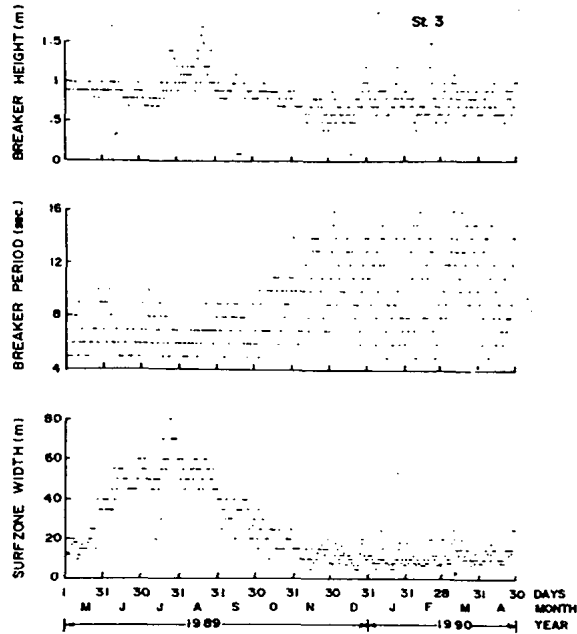 St. 3
BREAKER HEIGHT (m)
1.5
1
.5
0
BREAKER PERIOD (sec.)
16
12
8
4
SURFZONE WIDTH (m)
80
60
40
20
0
1 31 30 31 31 30 31 30 31 31 28 31 30 DAYS
M J J A S O N D J F M A MONTH
1989 1990 YEAR